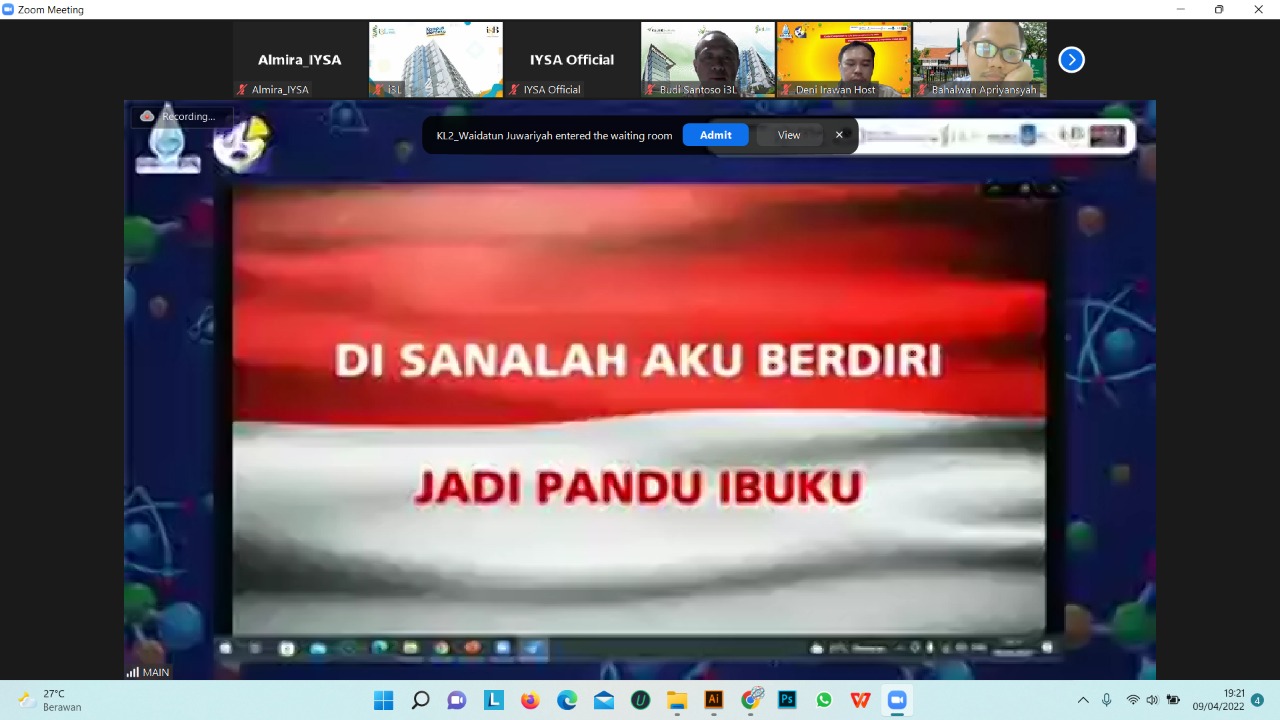 Zoom Meeting
Almira_IYSA
IYSA Official
Almira_IYSA
i3L
IYSA Official
Budi Santoso i3L
Deni Irawan Host
Bahalwan Apriyansyah
Recording...
KL2_Waidatun Juwariyah entered the waiting room
Admit
View
DI SANALAH AKU BERDIRI
JADI PANDU IBUKU
MAIN
27°C
Berawan
19:21
09/04/2022
4